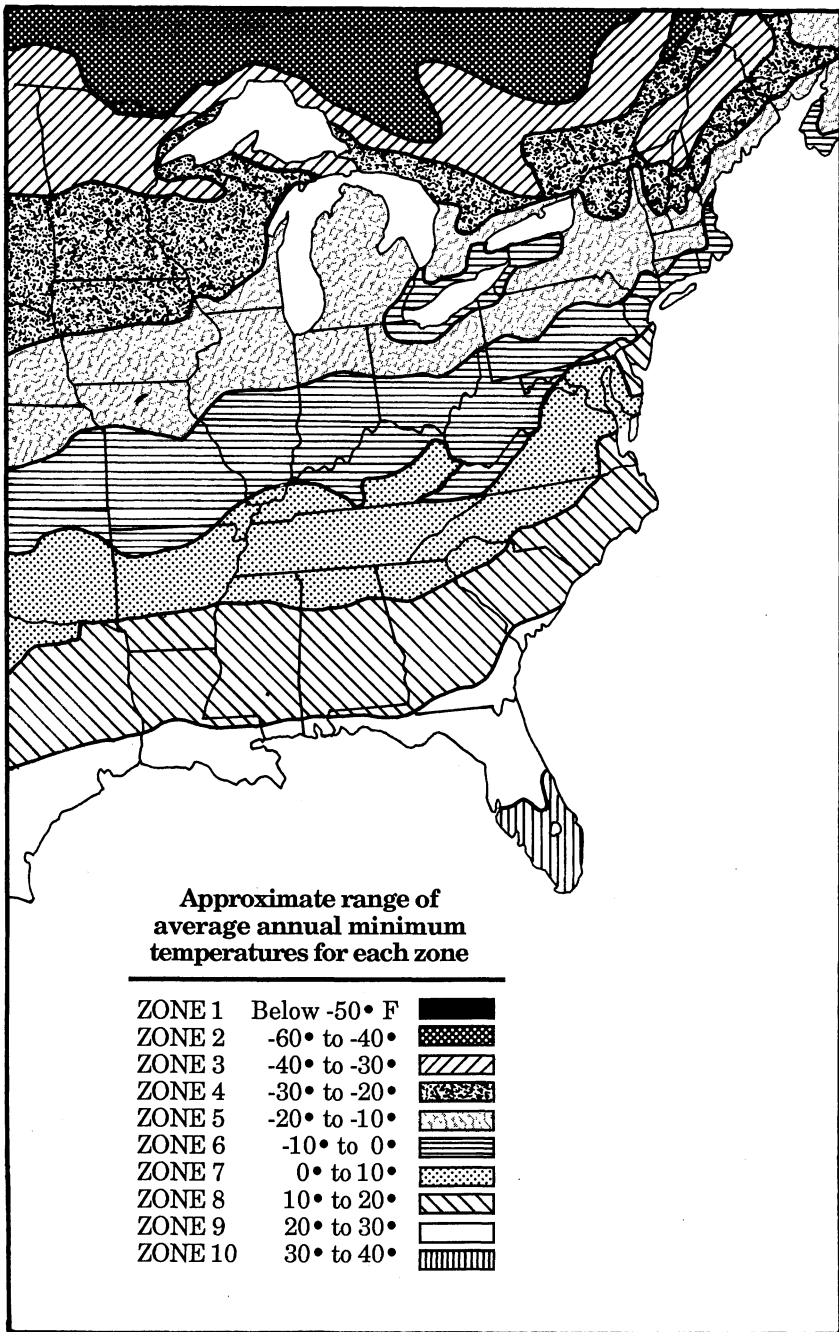 Approximate range of
average annual minimum
temperatures for each zone
ZONE 1 Below -50• F
ZONE 2 -60• to -40•
ZONE 3 -40• to -30•
ZONE 4 -30• to -20•
ZONE 5 -20• to -10•
ZONE 6 -10• to 0•
ZONE 7 0• to 10•
ZONE 8 10• to 20•
ZONE 9 20• to 30•
ZONE 10 30• to 40•